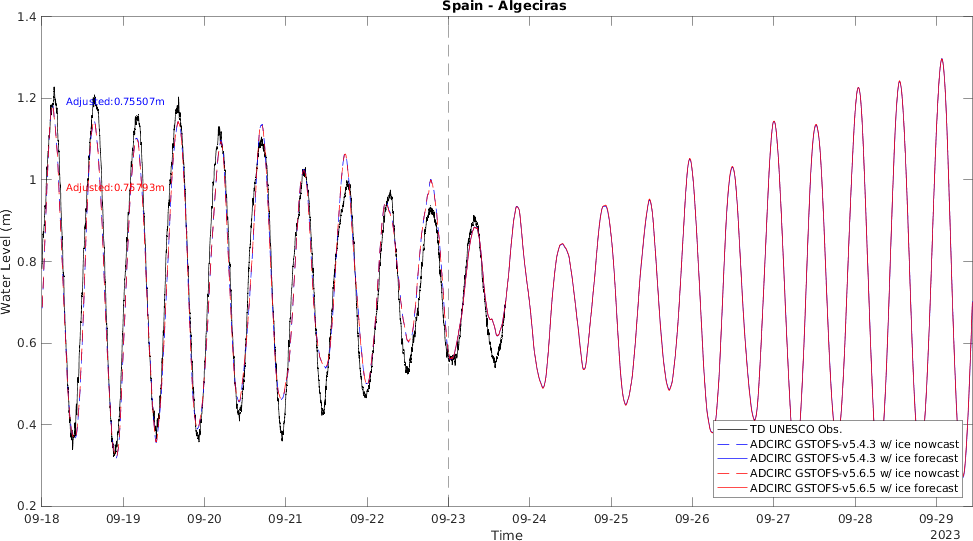 Spain - Algeciras
1.4
1.2
1
0.8
0.6
0.4
0.2
Water Level (m)
Adjusted:0.75507m
Adjusted:0.75793m
TD UNESCO Obs.
ADCIRC GSTOFS-v5.4.3 w/ ice nowcast
ADCIRC GSTOFS-v5.4.3 w/ ice forecast
ADCIRC GSTOFS-v5.6.5 w/ ice nowcast
ADCIRC GSTOFS-v5.6.5 w/ ice forecast
09-18 09-19 09-20 09-21 09-22 09-23 09-24 09-25 09-26 09-27 09-28 09-29
2023
Time